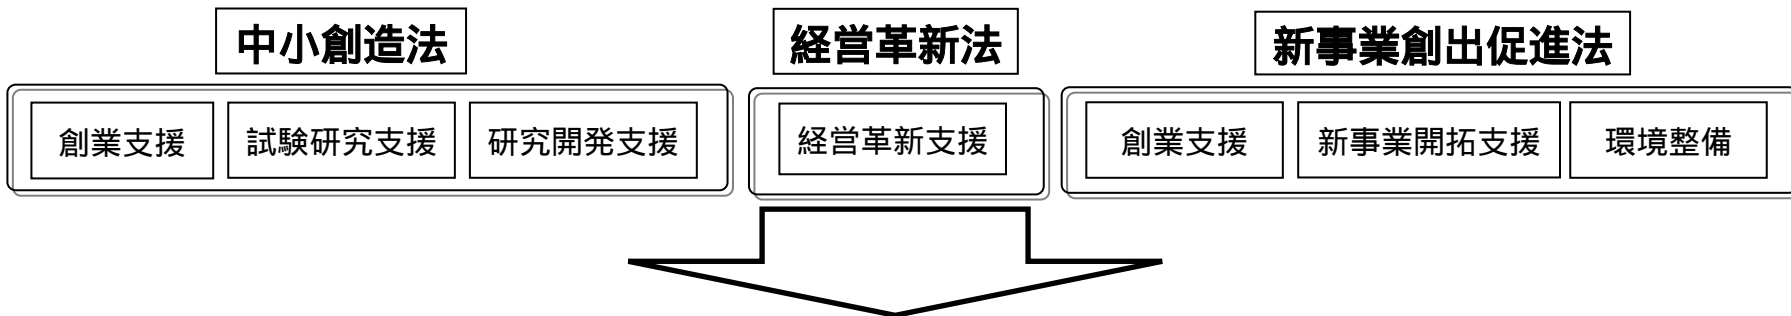 中小創造法
経営革新法
新事業創出促進法
創業支援
試験研究支援
研究開発支援
経営革新支援
創業支援
新事業開拓支援
環境整備